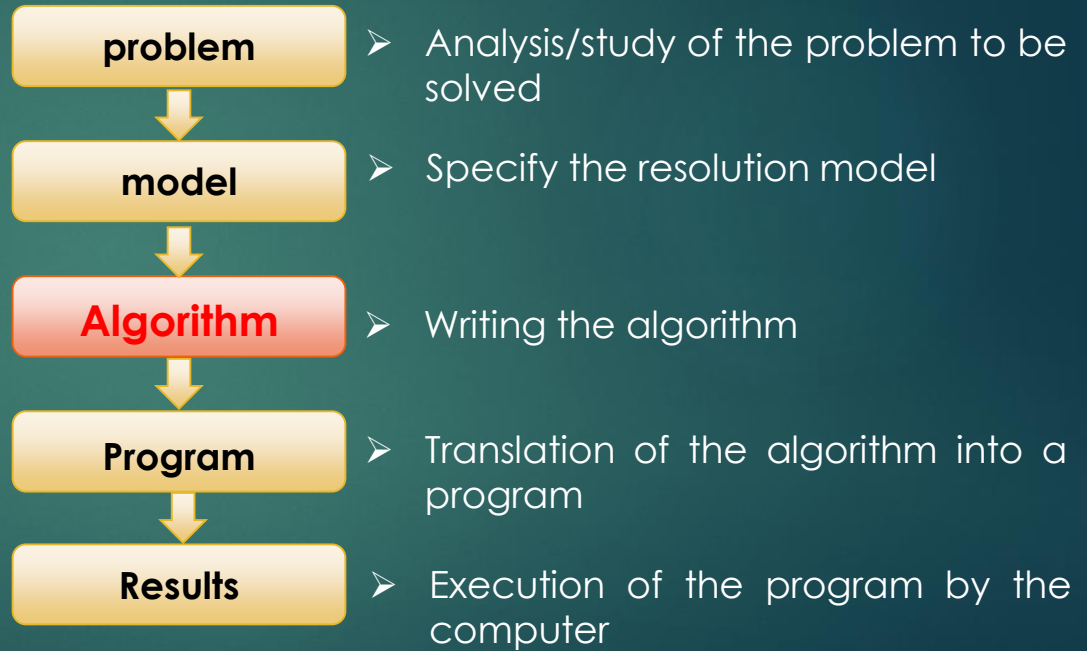 problem
➢ Analysis/study of the problem to be
solved
model
➢ Specify the resolution model
Algorithm
➢ Writing the algorithm
Program
➢ Translation of the algorithm into a
program
Results
➢ Execution of the program by the
computer